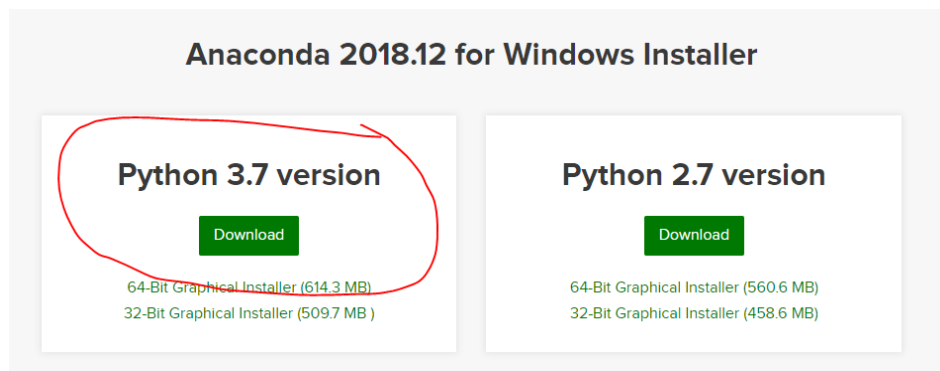 Anaconda 2018.12 for Windows Installer
Python 3.7 version
Download
64-Bit Graphical Installer (614.3 MB)
32-Bit Graphical Installer (509.7 MB )
Python 2.7 version
Download
64-Bit Graphical Installer (560.6 MB)
32-Bit Graphical Installer (458.6 MB)